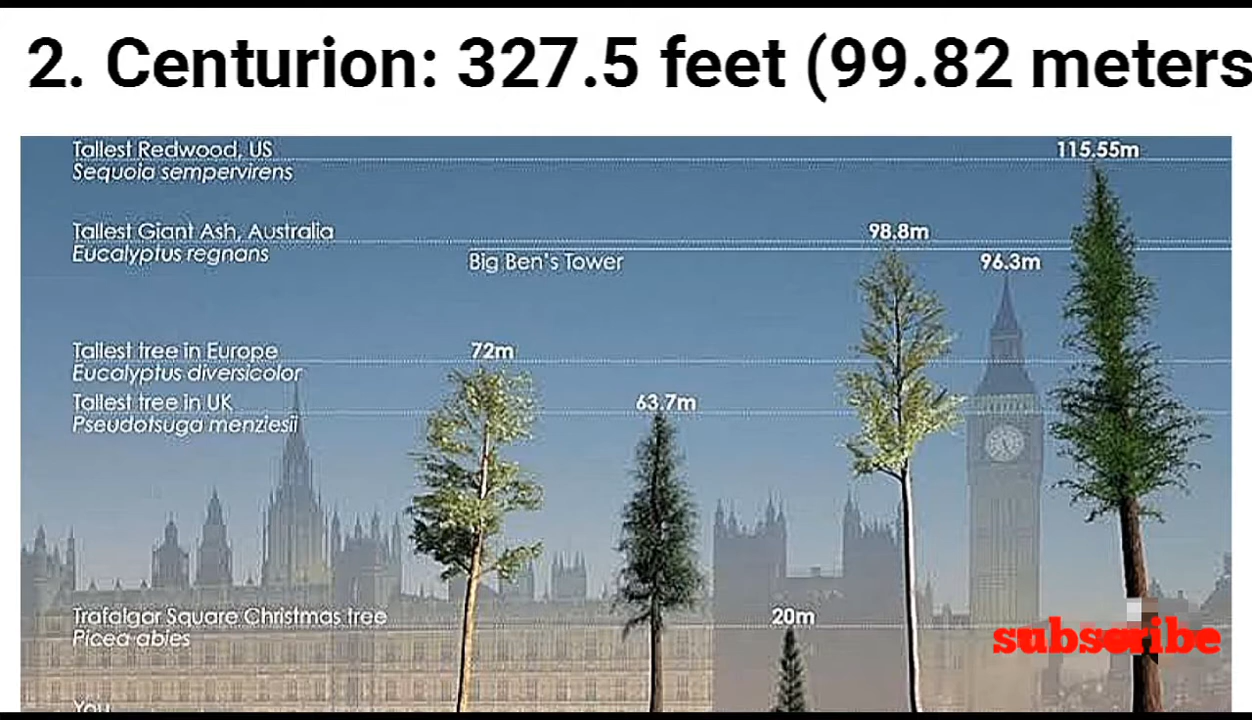 2. Centurion: 327.5 feet (99.82 meters
Tallest Redwood, US
Sequoia sempervirens
115.55m
Tallest Giant Ash, Australia
Eucalyptus regnans
98.8m
Big Ben's Tower
96.3m
Tallest tree in Europe
Eucalyptus diversicolor
72m
Tallest tree in UK
Pseudotsuga menziesii
63.7m
Trafalgar Square Christmas tree
Picea abies
20m
subscribe
You